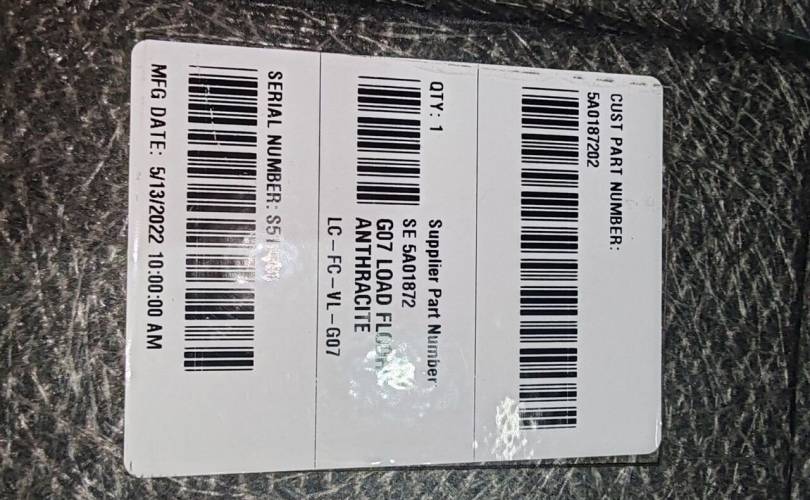 CUST PART NUMBER:
5A0187202
QTY: 1
Supplier Part Number
SE 5A01872
G07 LOAD FLOOR
ANTHRACITE
LC-FC-VL-G07
SERIAL NUMBER:
MFG DATE: 5/13/2022 10:00:00 AM